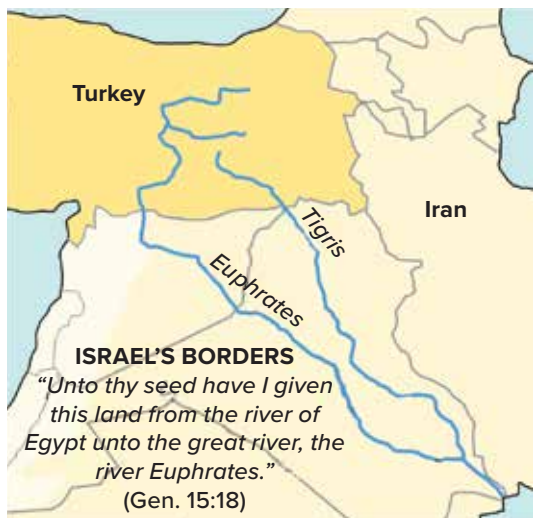 Turkey
Iran
Tigris
Euphrates
ISRAEL'S BORDERS
“Unto thy seed have I given
this land from the river of
Egypt unto the great river, the
river Euphrates.”
(Gen. 15:18)